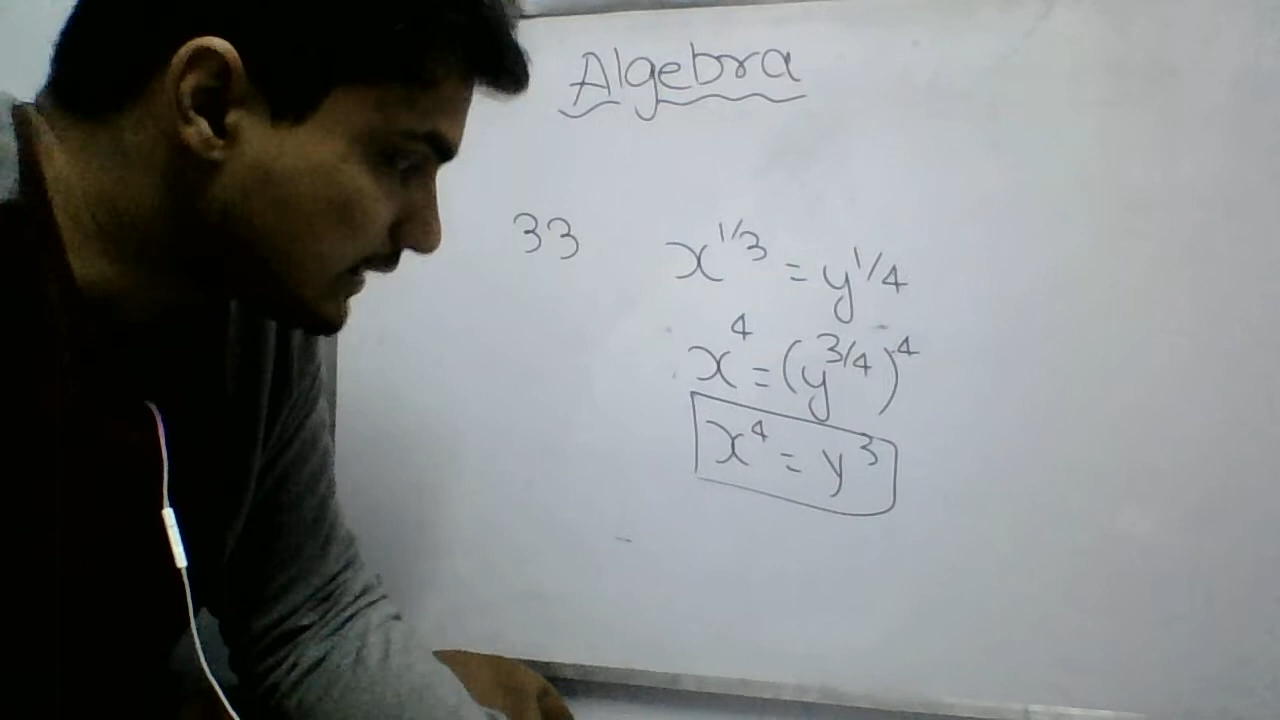 Algebra
33 x^{1/3} = y^{1/4}
x^4 = (y^{3/4})^4
x^4 = y^3